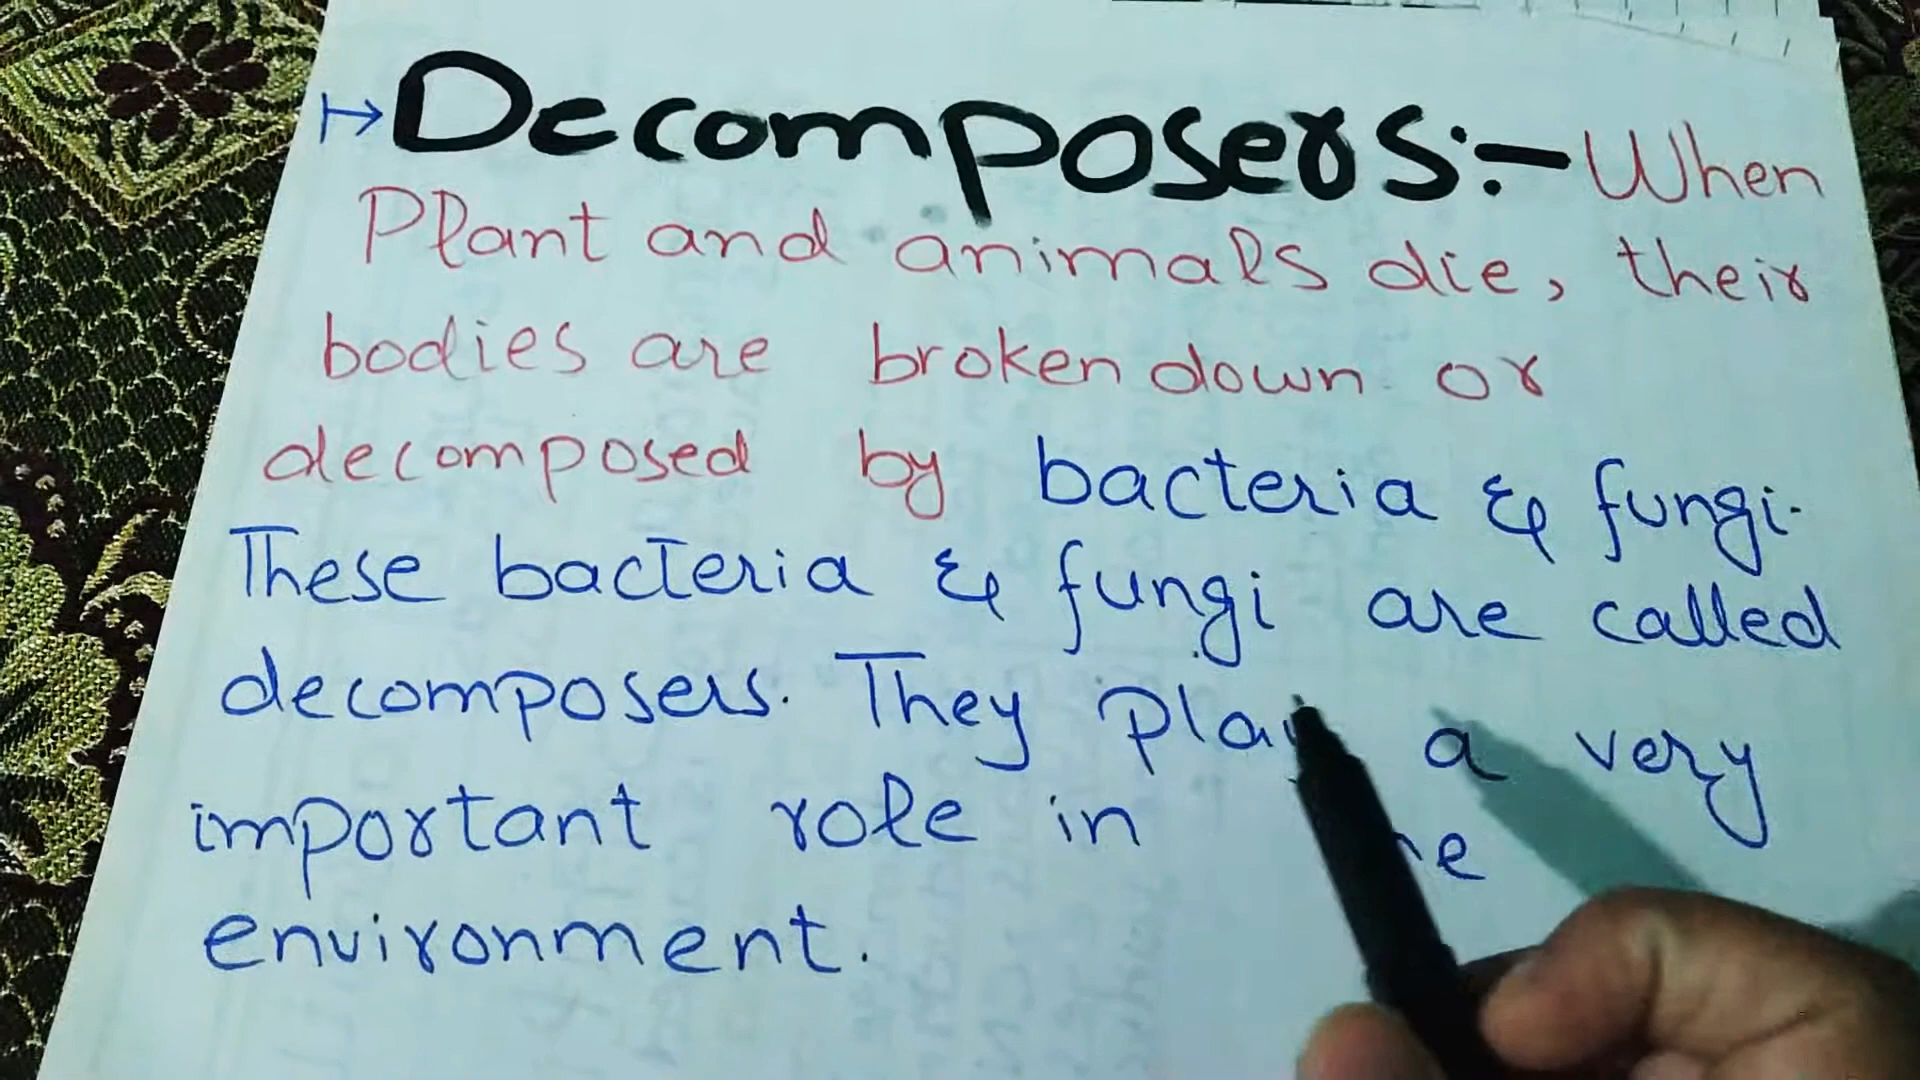 ↦ Decomposers:- When
Plant and animals die, their
bodies are broken down or
decomposed by bacteria & fungi.
These bacteria & fungi are called
decomposers. They play a very
important role in the
environment.